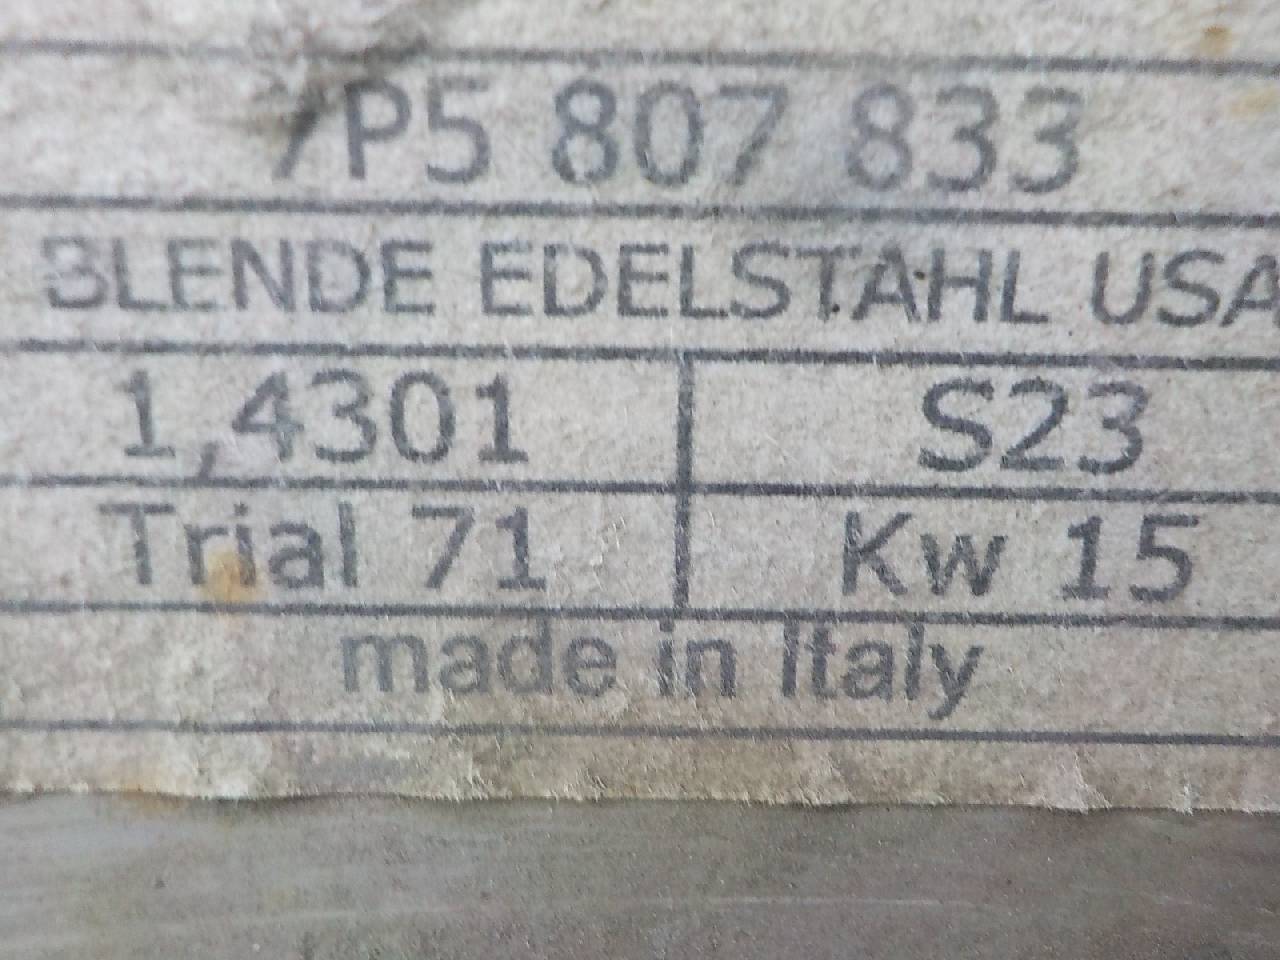 7P5 807 833
BLENDE EDELSTAHL USA
1,4301 S23
Trial 71 Kw 15
made in Italy